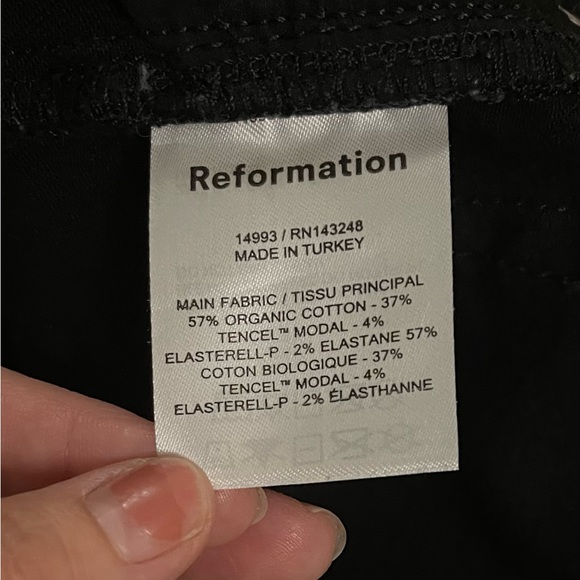 Reformation
14993 / RN143248
MADE IN TURKEY
MAIN FABRIC / TISSU PRINCIPAL
57% ORGANIC COTTON - 37%
TENCEL™ MODAL - 4%
ELASTERELL-P - 2% ELASTANE 57%
COTON BIOLOGIQUE - 37%
TENCEL™ MODAL - 4%
ELASTERELL-P - 2% ÉLASTHANNE